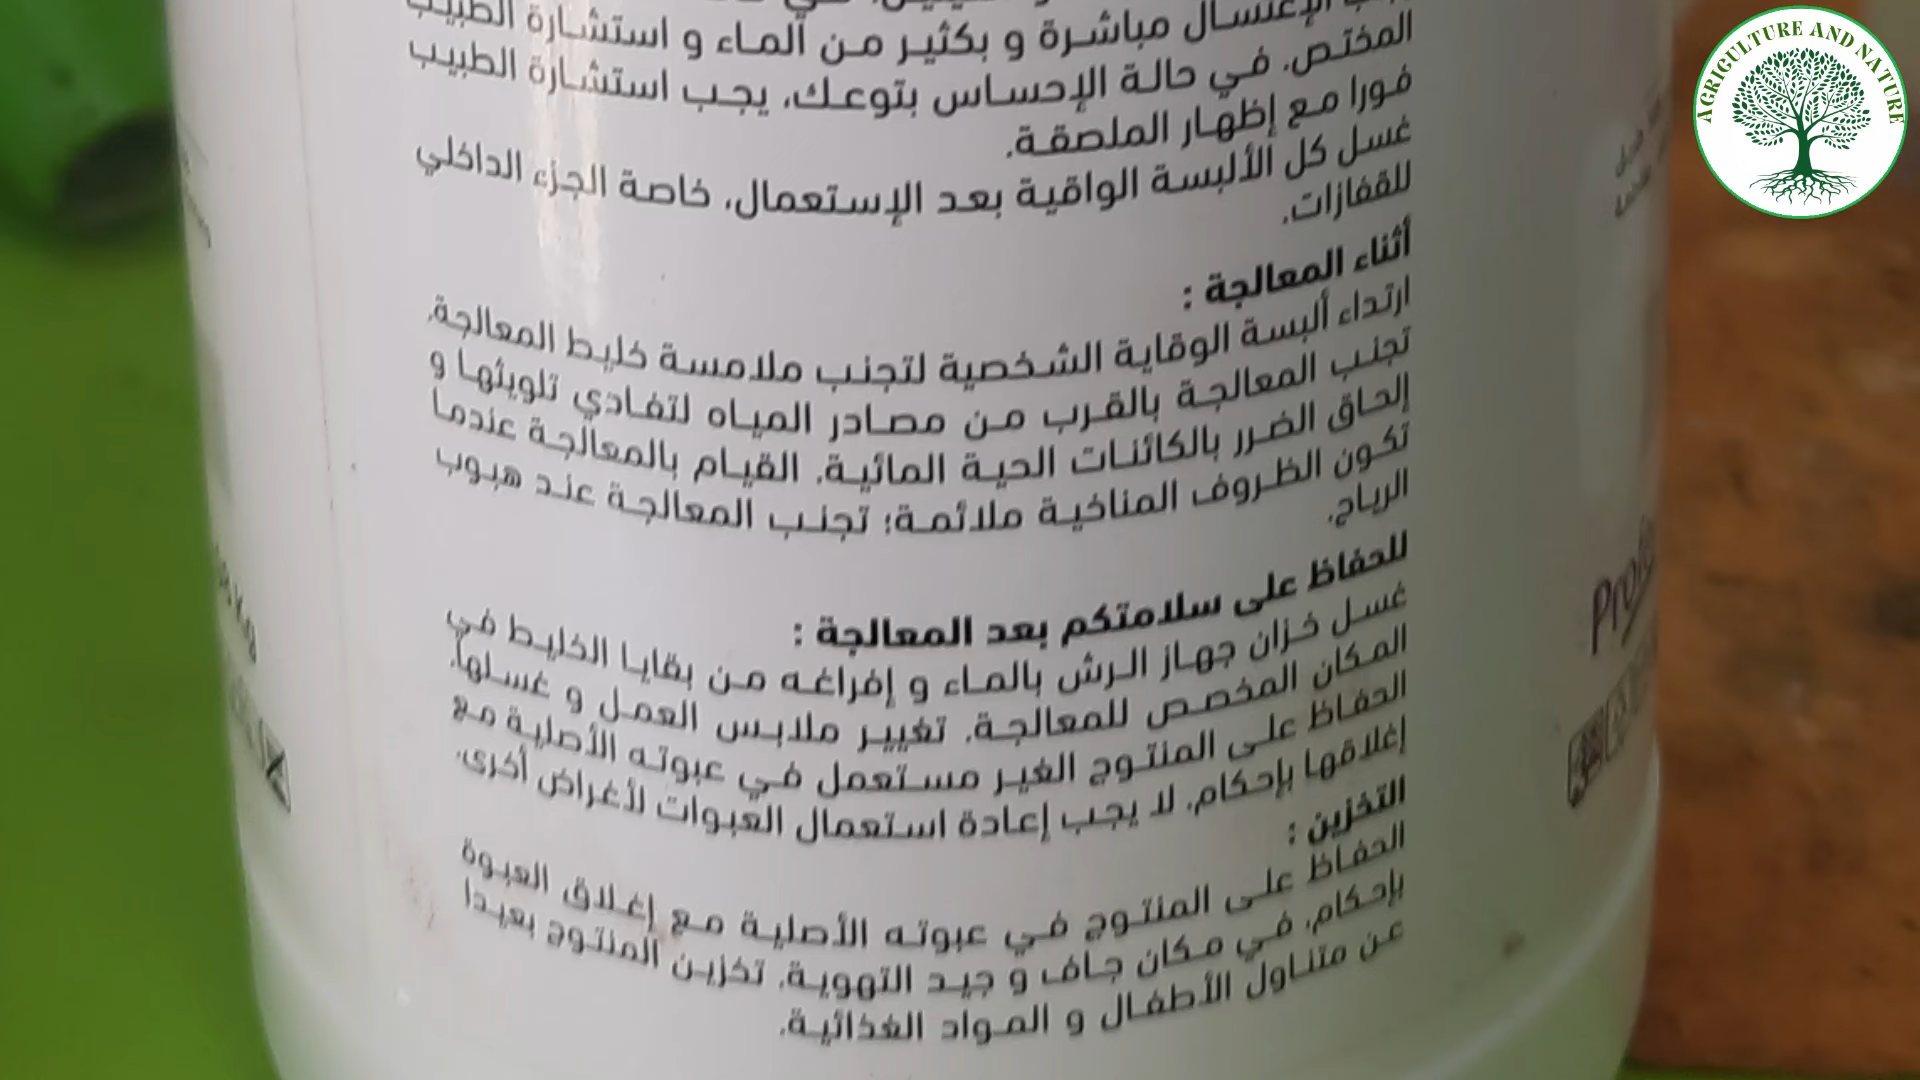 الإغتسال مباشرة و بكثير من الماء و استشارة الطبيب
المختص. في حالة الإحساس بتوعك، يجب استشارة الطبيب
فورا مع إظهار الملصقة.
غسل كل الألبسة الواقية بعد الإستعمال، خاصة الجزء الداخلي
للقفازات.
أثناء المعالجة :
ارتداء ألبسة الوقاية الشخصية لتجنب ملامسة خليط المعالجة.
تجنب المعالجة بالقرب من مصادر المياه لتفادي تلويثها و
إلحاق الضرر بالكائنات الحية المائية. القيام بالمعالجة عندما
تكون الظروف المناخية ملائمة؛ تجنب المعالجة عند هبوب
الرياح.
للحفاظ على سلامتكم بعد المعالجة :
غسل خزان جهاز الرش بالماء و إفراغه من بقايا الخليط في
المكان المخصص للمعالجة. تغيير ملابس العمل و غسلها.
الحفاظ على المنتوج الغير مستعمل في عبوته الأصلية مع
إغلاقها بإحكام. لا يجب إعادة استعمال العبوات لأغراض أخرى.
التخزين :
الحفاظ على المنتوج في عبوته الأصلية مع إغلاق العبوة
بإحكام، في مكان جاف و جيد التهوية. تخزين المنتوج بعيدا
عن متناول الأطفال و المواد الغذائية.
AGRICULTURE AND NATURE